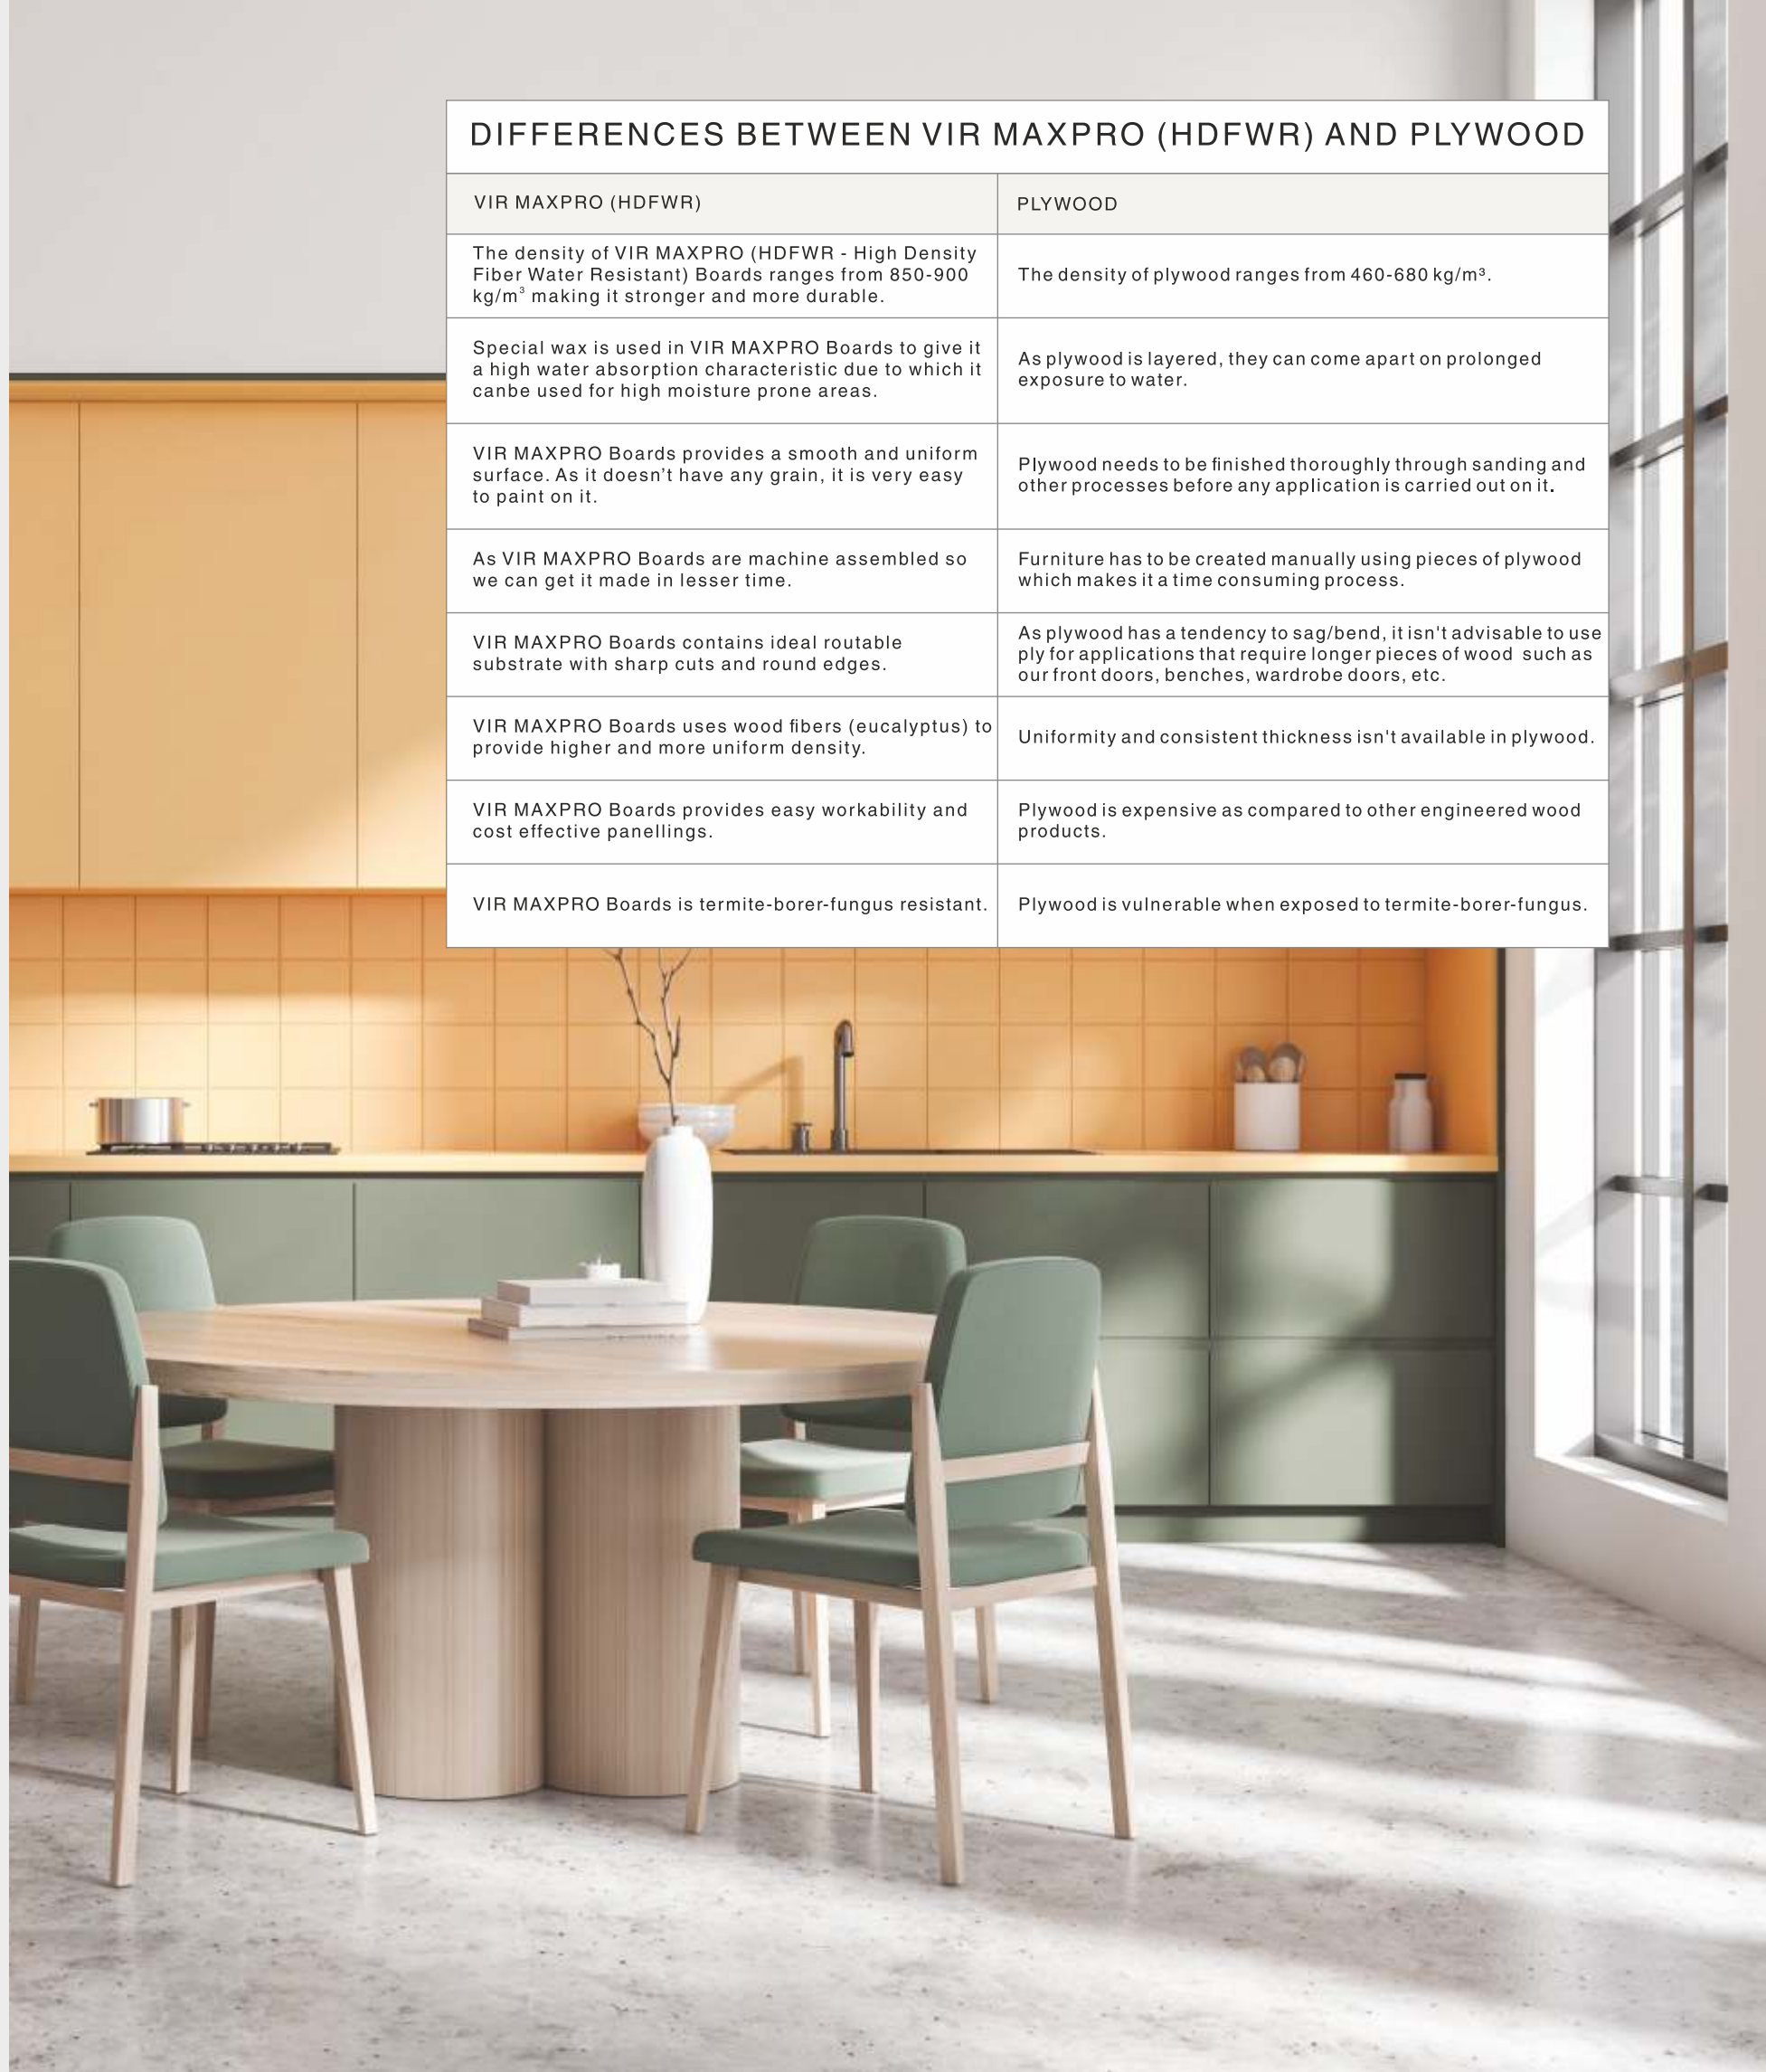 DIFFERENCES BETWEEN VIR MAXPRO (HDFWR) AND PLYWOOD
VIR MAXPRO (HDFWR)
PLYWOOD
The density of VIR MAXPRO (HDFWR - High Density
Fiber Water Resistant) Boards ranges from 850-900
kg/m³ making it stronger and more durable.
The density of plywood ranges from 460-680 kg/m³.
Special wax is used in VIR MAXPRO Boards to give it
a high water absorption characteristic due to which it
canbe used for high moisture prone areas.
As plywood is layered, they can come apart on prolonged
exposure to water.
VIR MAXPRO Boards provides a smooth and uniform
surface. As it doesn’t have any grain, it is very easy
to paint on it.
Plywood needs to be finished thoroughly through sanding and
other processes before any application is carried out on it.
As VIR MAXPRO Boards are machine assembled so
we can get it made in lesser time.
Furniture has to be created manually using pieces of plywood
which makes it a time consuming process.
VIR MAXPRO Boards contains ideal routable
substrate with sharp cuts and round edges.
As plywood has a tendency to sag/bend, it isn't advisable to use
ply for applications that require longer pieces of wood such as
our front doors, benches, wardrobe doors, etc.
VIR MAXPRO Boards uses wood fibers (eucalyptus) to
provide higher and more uniform density.
Uniformity and consistent thickness isn't available in plywood.
VIR MAXPRO Boards provides easy workability and
cost effective panellings.
Plywood is expensive as compared to other engineered wood
products.
VIR MAXPRO Boards is termite-borer-fungus resistant.
Plywood is vulnerable when exposed to termite-borer-fungus.